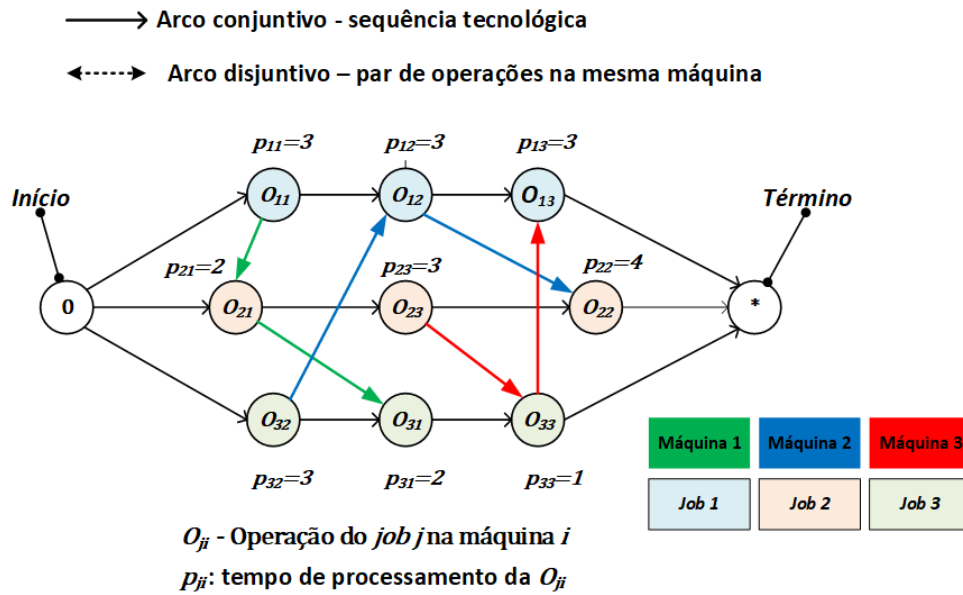 Arco conjuntivo - sequência tecnológica
Arco disjuntivo – par de operações na mesma máquina
p11=3 p12=3 p13=3
Início Término
O11 O12 O13
p21=2 p23=3 p22=4
0 O21 O23 O22 *
O32 O31 O33
p32=3 p31=2 p33=1
Máquina 1 Máquina 2 Máquina 3
Job 1 Job 2 Job 3
Oji - Operação do job j na máquina i
pji: tempo de processamento da Oji